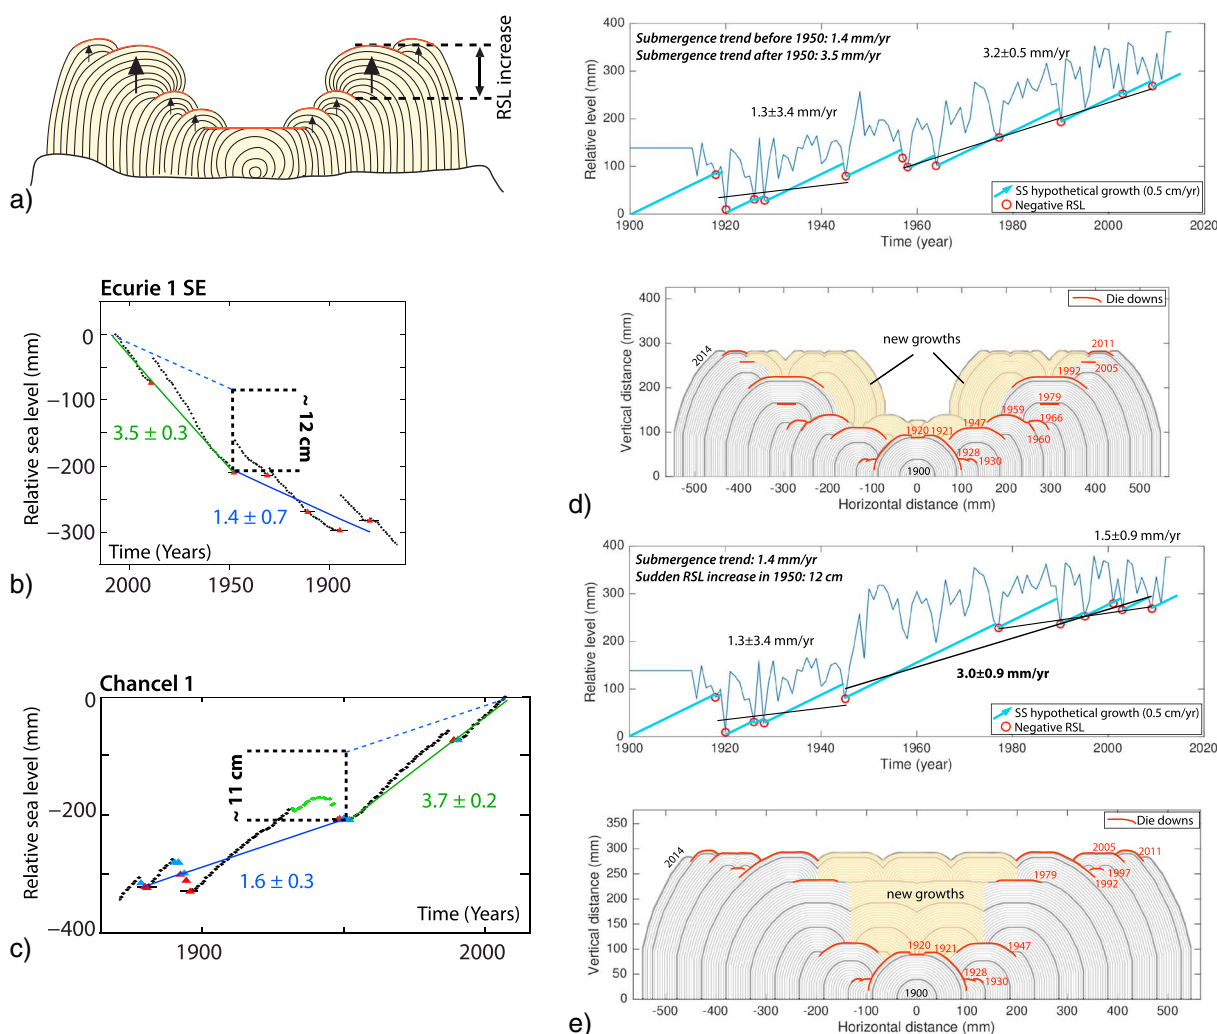 a)
RSL increase
Ecurie 1 SE
Relative sea level (mm)
0
−100
−200
−300
~ 12 cm
3.5 ± 0.3
1.4 ± 0.7
Time (Years)
2000
1950
1900
b)
Chancel 1
Relative sea level (mm)
0
−200
−400
~ 11 cm
3.7 ± 0.2
1.6 ± 0.3
Time (Years)
1900
2000
c)
Submergence trend before 1950: 1.4 mm/yr
Submergence trend after 1950: 3.5 mm/yr
3.2±0.5 mm/yr
1.3±3.4 mm/yr
Relative level (mm)
400
300
200
100
0
SS hypothetical growth (0.5 cm/yr)
Negative RSL
1900
1920
1940
1960
1980
2000
2020
Time (year)
Die downs
Vertical distance (mm)
400
300
200
100
0
new growths
2014
2011
2005
1992
1979
1959
1966
1947
1960
1920
1921
1928
1930
1900
-500
-400
-300
-200
-100
0
100
200
300
400
500
Horizontal distance (mm)
d)
1.5±0.9 mm/yr
Submergence trend: 1.4 mm/yr
Sudden RSL increase in 1950: 12 cm
1.3±3.4 mm/yr
3.0±0.9 mm/yr
Relative level (mm)
400
300
200
100
0
SS hypothetical growth (0.5 cm/yr)
Negative RSL
1900
1920
1940
1960
1980
2000
2020
Time (year)
Die downs
Vertical distance (mm)
350
300
250
200
150
100
50
0
2014
2005
2011
1997
1992
1979
new growths
1920
1921
1947
1928
1930
1900
-500
-400
-300
-200
-100
0
100
200
300
400
500
Horizontal distance (mm)
e)